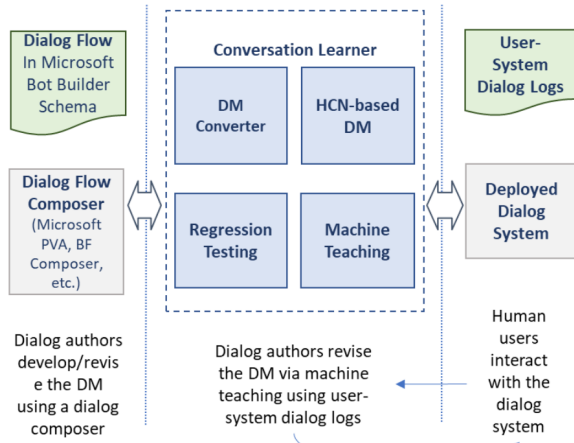 Dialog Flow
In Microsoft
Bot Builder
Schema
Conversation Learner
DM
Converter
HCN-based
DM
Regression
Testing
Machine
Teaching
User-
System
Dialog Logs
Dialog Flow
Composer
(Microsoft
PVA, BF
Composer,
etc.)
Deployed
Dialog
System
Dialog authors
develop/revis
e the DM
using a dialog
composer
Dialog authors revise
the DM via machine
teaching using user-
system dialog logs
Human
users
interact
with the
dialog
system